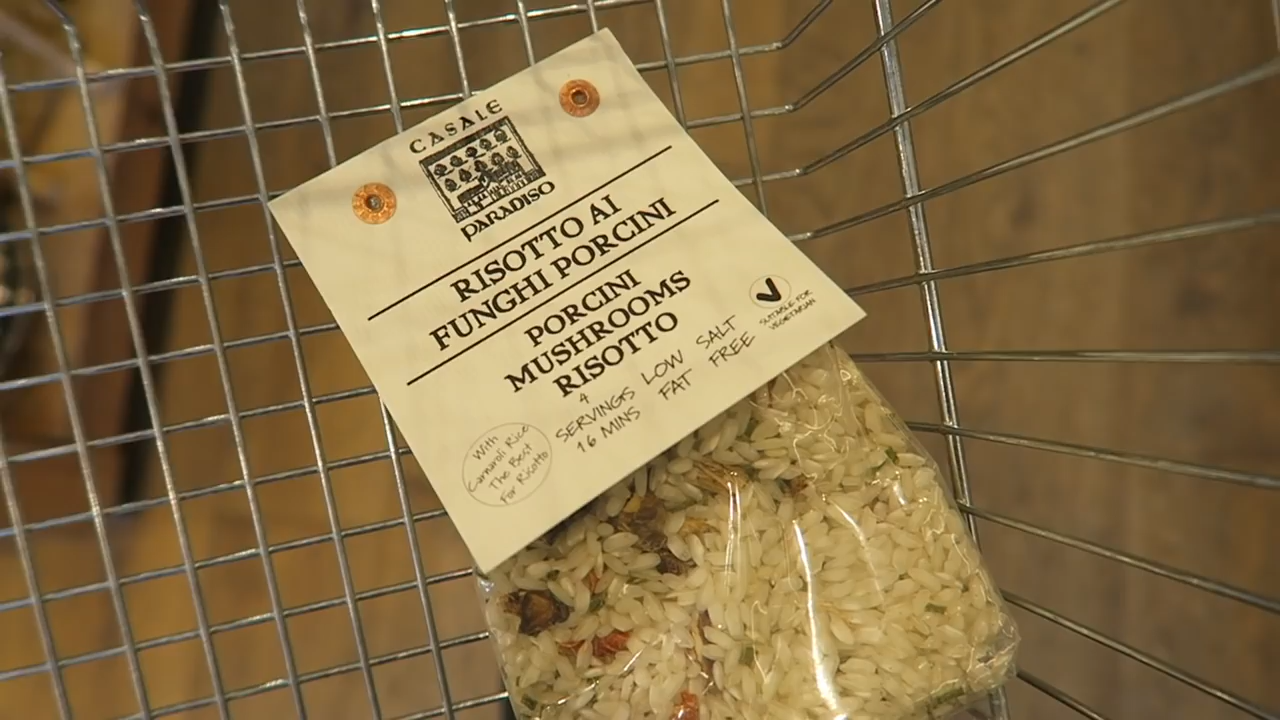 CASALE
PARADISO
RISOTTO AI
FUNGHI PORCINI
PORCINI
MUSHROOMS
RISOTTO
4
SERVINGS LOW SALT
16 MINS FAT FREE
SUITABLE FOR
VEGETARIAN
With
Carnaroli Rice
The Best
For Risotto